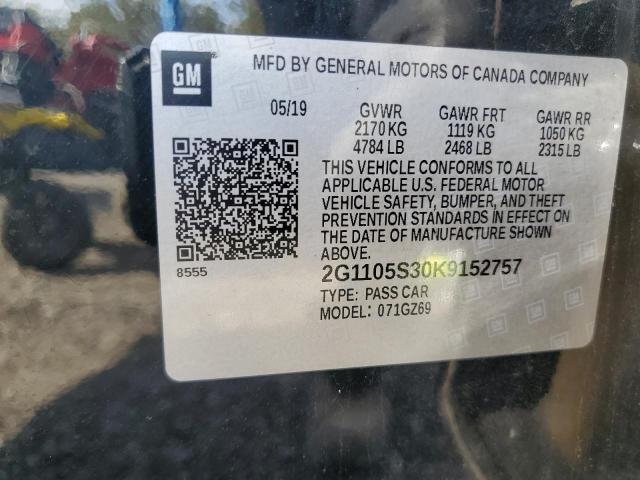 GM
MFD BY GENERAL MOTORS OF CANADA COMPANY
05/19 GVWR GAWR FRT GAWR RR
2170 KG 1119 KG 1050 KG
4784 LB 2468 LB 2315 LB
THIS VEHICLE CONFORMS TO ALL
APPLICABLE U.S. FEDERAL MOTOR
VEHICLE SAFETY, BUMPER, AND THEFT
PREVENTION STANDARDS IN EFFECT ON
THE DATE OF MANUFACTURE SHOWN
ABOVE.
8555
2G1105S30K9152757
TYPE: PASS CAR
MODEL: 071GZ69